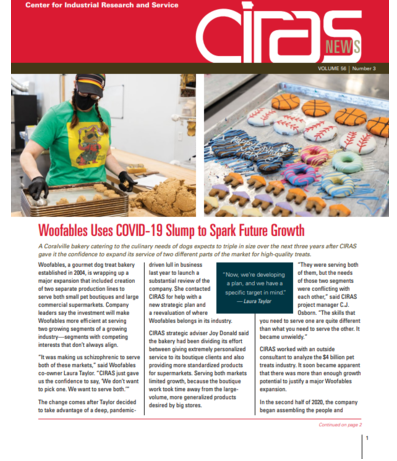 Center for Industrial Research and Service
ciras
NEWS
VOLUME 56 | Number 3
Woofables Uses COVID-19 Slump to Spark Future Growth
A Coralville bakery catering to the culinary needs of dogs expects to triple in size over the next three years after CIRAS
gave it the confidence to expand its service of two different parts of the market for high-quality treats.
Woofables, a gourmet dog treat bakery
established in 2004, is wrapping up a
major expansion that included creation
of two separate production lines to
serve both small pet boutiques and large
commercial supermarkets. Company
leaders say the investment will make
Woofables more efficient at serving
two growing segments of a growing
industry—segments with competing
interests that don't always align.
"It was making us schizophrenic to serve
both of these markets," said Woofables
co-owner Laura Taylor. "CIRAS just gave
us the confidence to say, 'We don't want
to pick one. We want to serve both.'"
The change comes after Taylor decided
to take advantage of a deep, pandemic-
driven lull in business
last year to launch a
substantial review of the
company. She contacted
CIRAS for help with a
new strategic plan and
a reevaluation of where
Woofables belongs in its industry.
CIRAS strategic adviser Joy Donald said
the bakery had been dividing its effort
between giving extremely personalized
service to its boutique clients and also
providing more standardized products
for supermarkets. Serving both markets
limited growth, because the boutique
work took time away from the large-
volume, more generalized products
desired by big stores.
"Now, we're developing
a plan, and we have a
specific target in mind."
— Laura Taylor
"They were serving both
of them, but the needs
of those two segments
were conflicting with
each other," said CIRAS
project manager C.J.
Osborn. "The skills that
you need to serve one are quite different
than what you need to serve the other. It
became unwieldy."
CIRAS worked with an outside
consultant to analyze the $4 billion pet
treats industry. It soon became apparent
that there was more than enough growth
potential to justify a major Woofables
expansion.
In the second half of 2020, the company
began assembling the people and
Continued on page 2
1